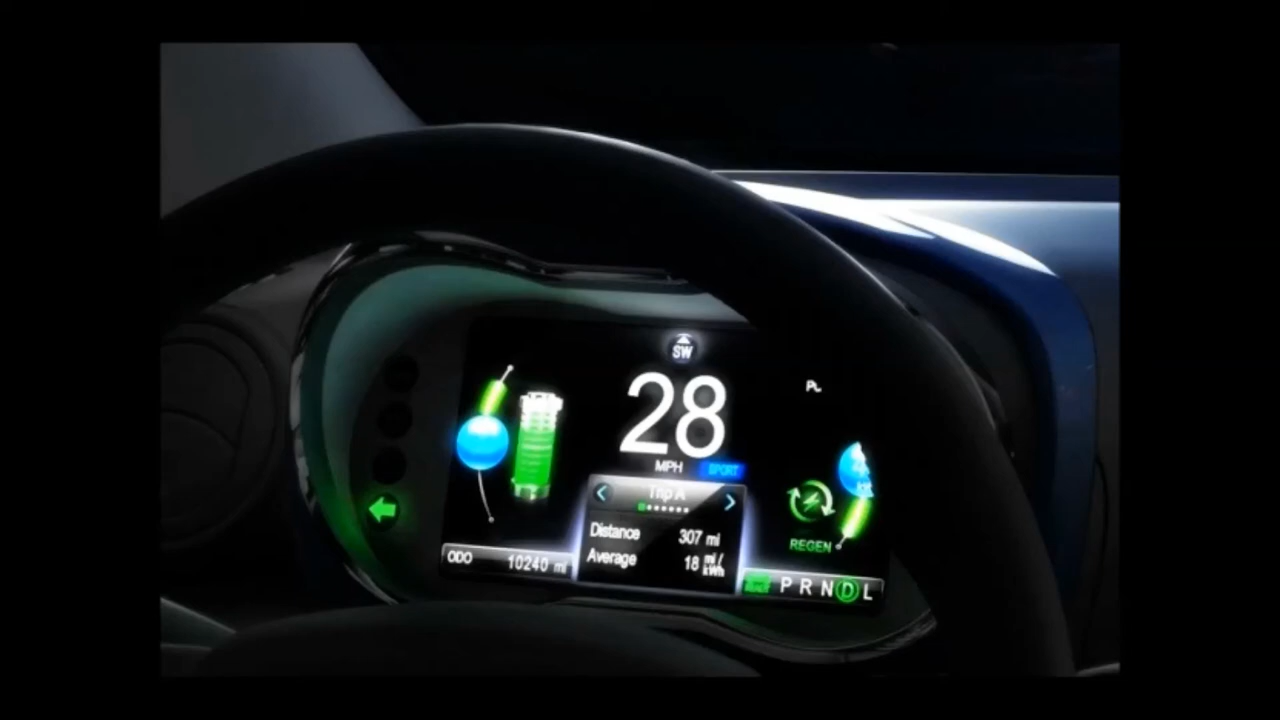 SW
28
MPH SPORT
Trip A
Distance 307 mi
Average 18 mi/kWh
REGEN
ODO 10240 mi
P R N D L